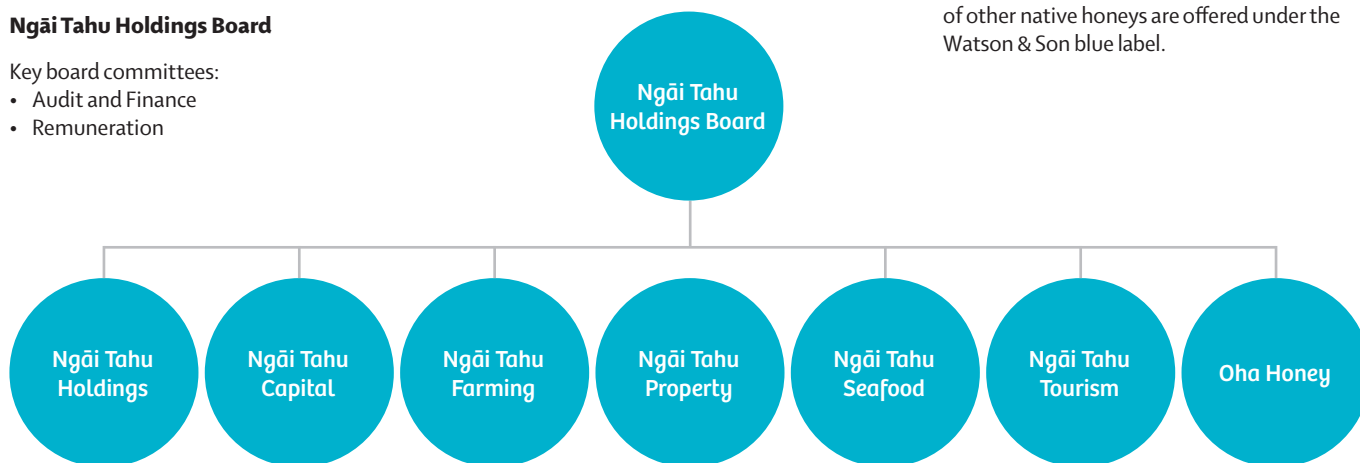 Ngāi Tahu Holdings Board
Key board committees:
• Audit and Finance
• Remuneration
of other native honeys are offered under the
Watson & Son blue label.
Ngāi Tahu
Holdings Board
Ngāi Tahu
Holdings
Ngāi Tahu
Capital
Ngāi Tahu
Farming
Ngāi Tahu
Property
Ngāi Tahu
Seafood
Ngāi Tahu
Tourism
Oha Honey